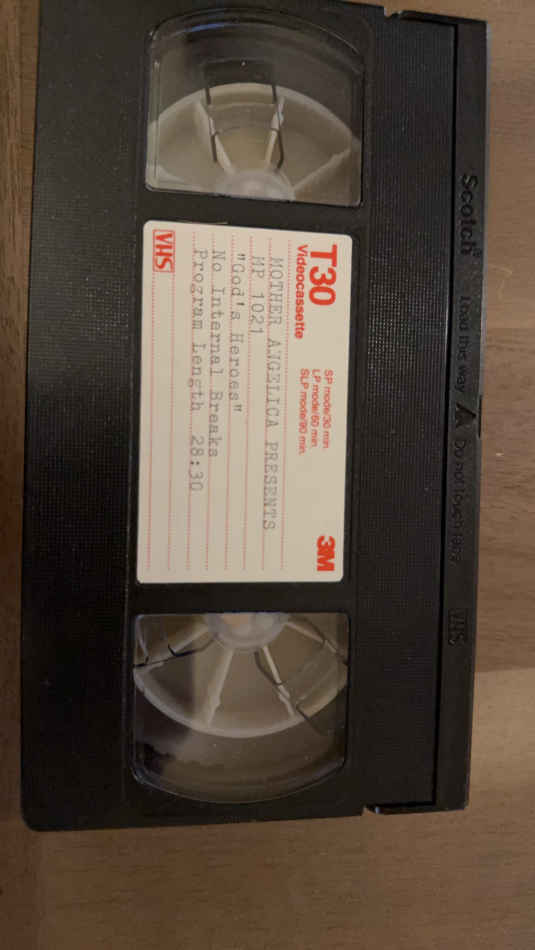 Scotch®
Load this way
Do not touch tape
VHS
T30
Videocassette
SP mode/30 min.
LP mode/60 min.
SLP mode/90 min.
3M
MOTHER ANGELICA PRESENTS
MP 1021
"God's Heroes"
No Internal Breaks
Program Length 28:30
VHS